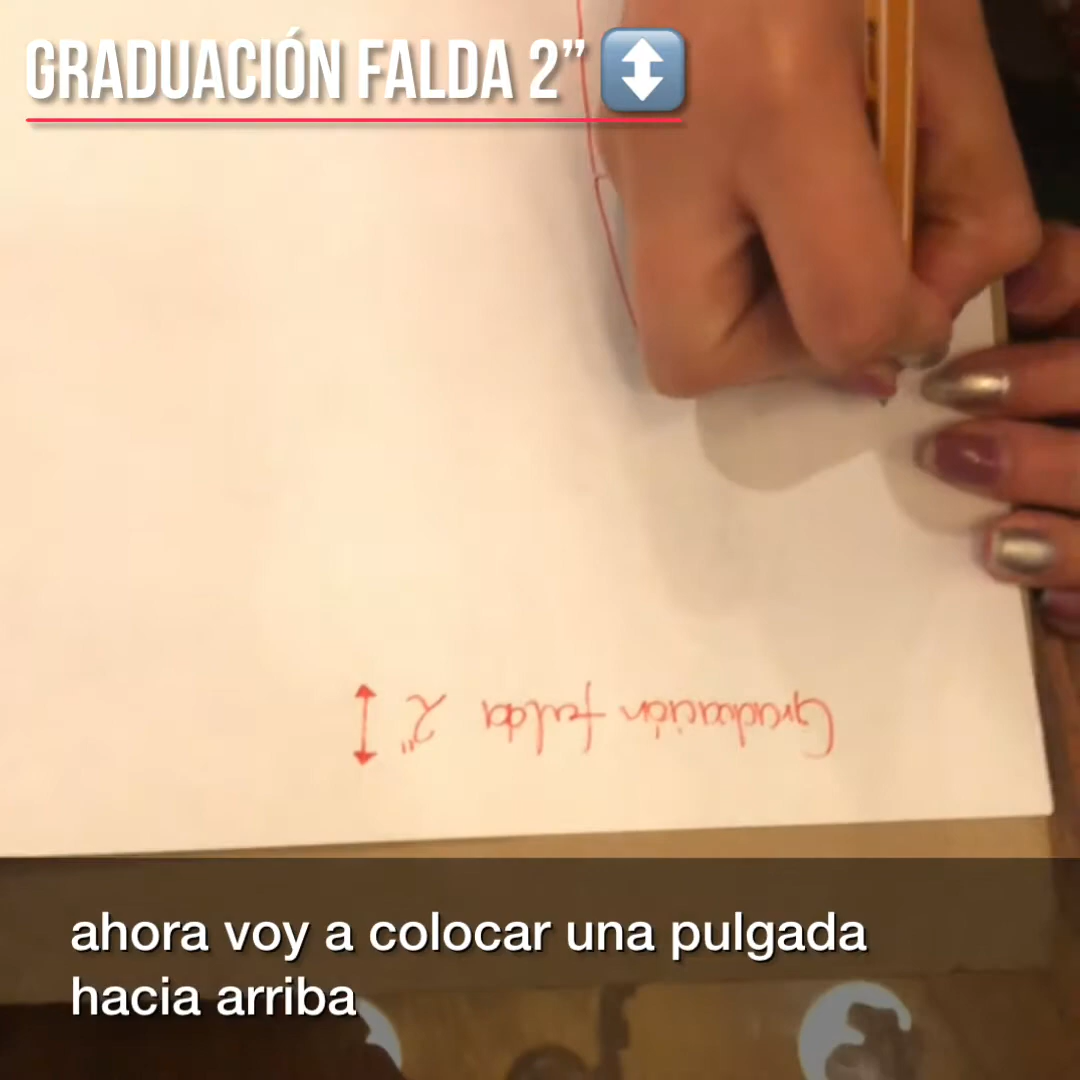 GRADUACIÓN FALDA 2” ↕
Graduación falda 2" ↕
ahora voy a colocar una pulgada
hacia arriba